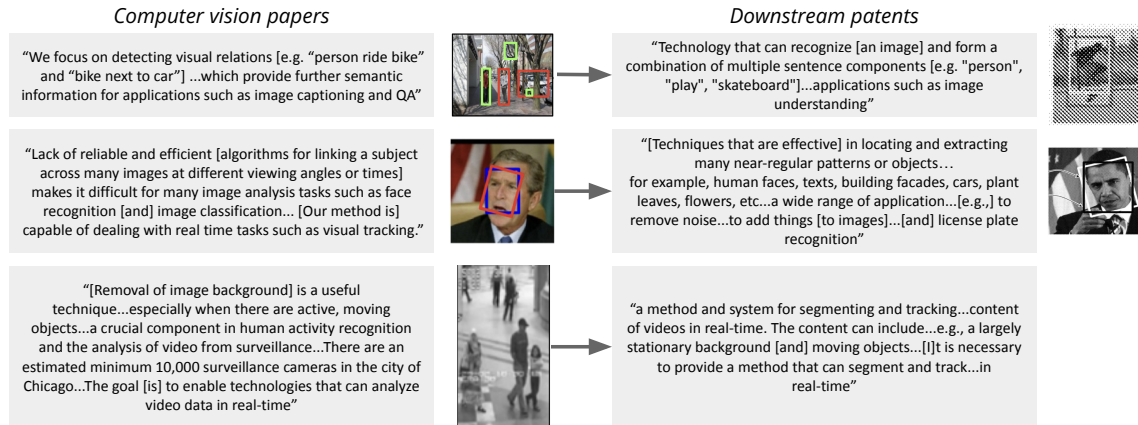 Computer vision papers
Downstream patents
“We focus on detecting visual relations [e.g. “person ride bike”
and “bike next to car”] ...which provide further semantic
information for applications such as image captioning and QA”
“Technology that can recognize [an image] and form a
combination of multiple sentence components [e.g. "person",
"play", "skateboard"]...applications such as image
understanding”
“Lack of reliable and efficient [algorithms for linking a subject
across many images at different viewing angles or times]
makes it difficult for many image analysis tasks such as face
recognition [and] image classification... [Our method is]
capable of dealing with real time tasks such as visual tracking.”
“[Techniques that are effective] in locating and extracting
many near-regular patterns or objects…
for example, human faces, texts, building facades, cars, plant
leaves, flowers, etc...a wide range of application...[e.g.,] to
remove noise...to add things [to images]...[and] license plate
recognition”
“[Removal of image background] is a useful
technique...especially when there are active, moving
objects...a crucial component in human activity recognition
and the analysis of video from surveillance...There are an
estimated minimum 10,000 surveillance cameras in the city of
Chicago...The goal [is] to enable technologies that can analyze
video data in real-time”
“a method and system for segmenting and tracking...content
of videos in real-time. The content can include...e.g., a largely
stationary background [and] moving objects...[I]t is necessary
to provide a method that can segment and track...in
real-time”